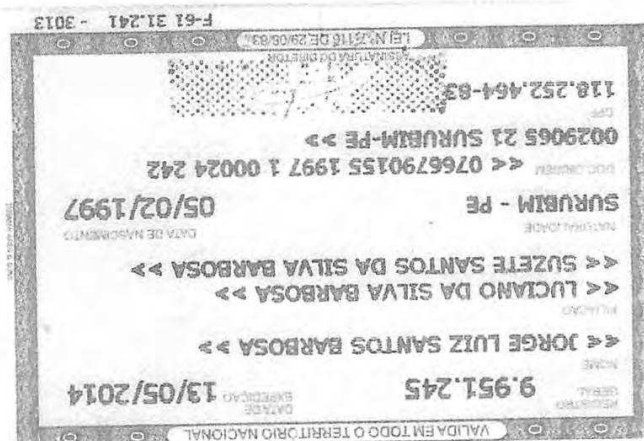 VÁLIDA EM TODO O TERRITÓRIO NACIONAL
REGISTRO GERAL 9.951.245 DATA DE EXPEDIÇÃO 13/05/2014
NOME
<< JORGE LUIZ SANTOS BARBOSA >>
FILIAÇÃO
<< LUCIANO DA SILVA BARBOSA >>
<< SUZETE SANTOS DA SILVA BARBOSA >>
NATURALIDADE DATA DE NASCIMENTO
SURUBIM - PE 05/02/1997
DOC ORIGEM << 0766790155 1997 1 00024 242
0029065 21 SURUBIM-PE >>
CPF
118.252.464-83
ASSINATURA DO DIRETOR
LEI Nº 7.116 DE 29/08/83
F-61 31.241 - 3013